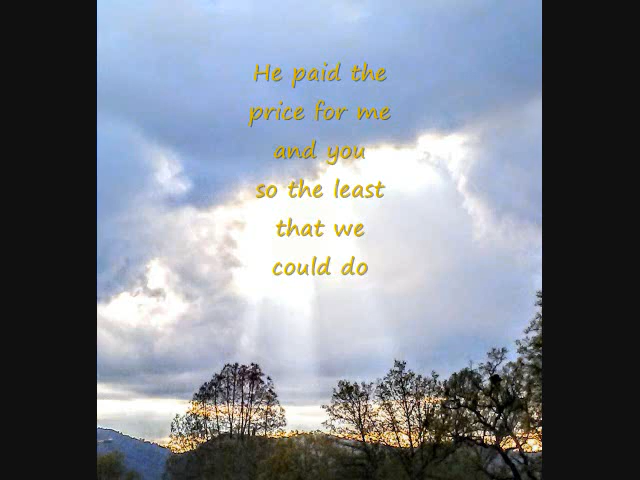 He paid the
price for me
and you
so the least
that we
could do